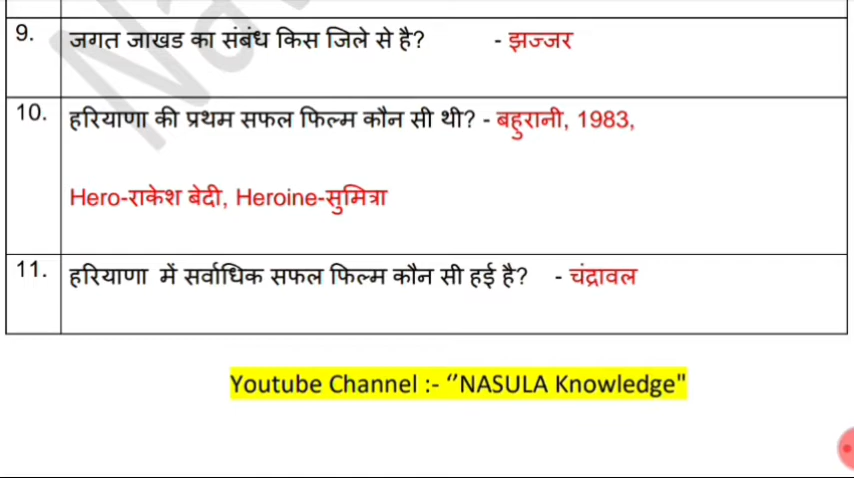 9. जगत जाखड का संबंध किस जिले से है? - झज्जर
10. हरियाणा की प्रथम सफल फिल्म कौन सी थी? - बहुरानी, 1983,
Hero-राकेश बेदी, Heroine-सुमित्रा
11. हरियाणा में सर्वाधिक सफल फिल्म कौन सी हुई है? - चंद्रावल
Youtube Channel :- “NASULA Knowledge"